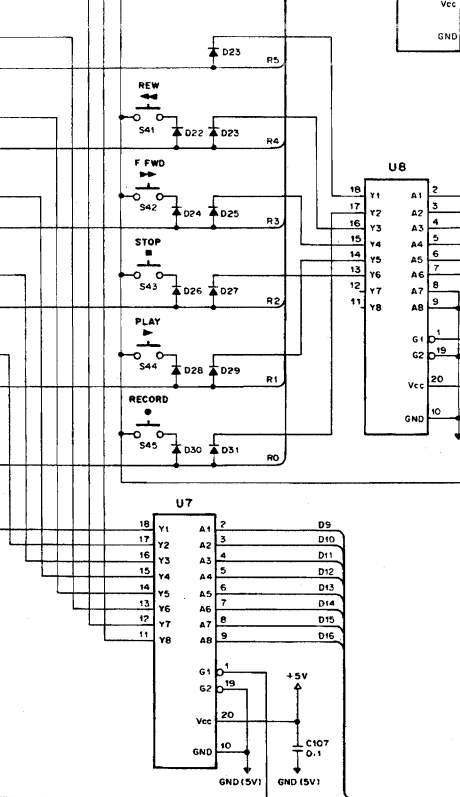 Vcc
GND
D23
R5
REW
S41 D22 D23
R4
F FWD
S42 D24 D25
R3
STOP
S43 D26 D27
R2
PLAY
S44 D28 D29
R1
RECORD
S45 D30 D31
R0
U8
18 Y1 A1 2
17 Y2 A2 3
16 Y3 A3 4
15 Y4 A4 5
14 Y5 A5 6
13 Y6 A6 7
12 Y7 A7 8
11 Y8 A8 9
G1 1
G2 19
Vcc 20
GND 10
U7
18 Y1 A1 2 D9
17 Y2 A2 3 D10
16 Y3 A3 4 D11
15 Y4 A4 5 D12
14 Y5 A5 6 D13
13 Y6 A6 7 D14
12 Y7 A7 8 D15
11 Y8 A8 9 D16
G1 1
G2 19
+5V
Vcc 20
C107
0.1
GND 10
GND (5V) GND (5V)